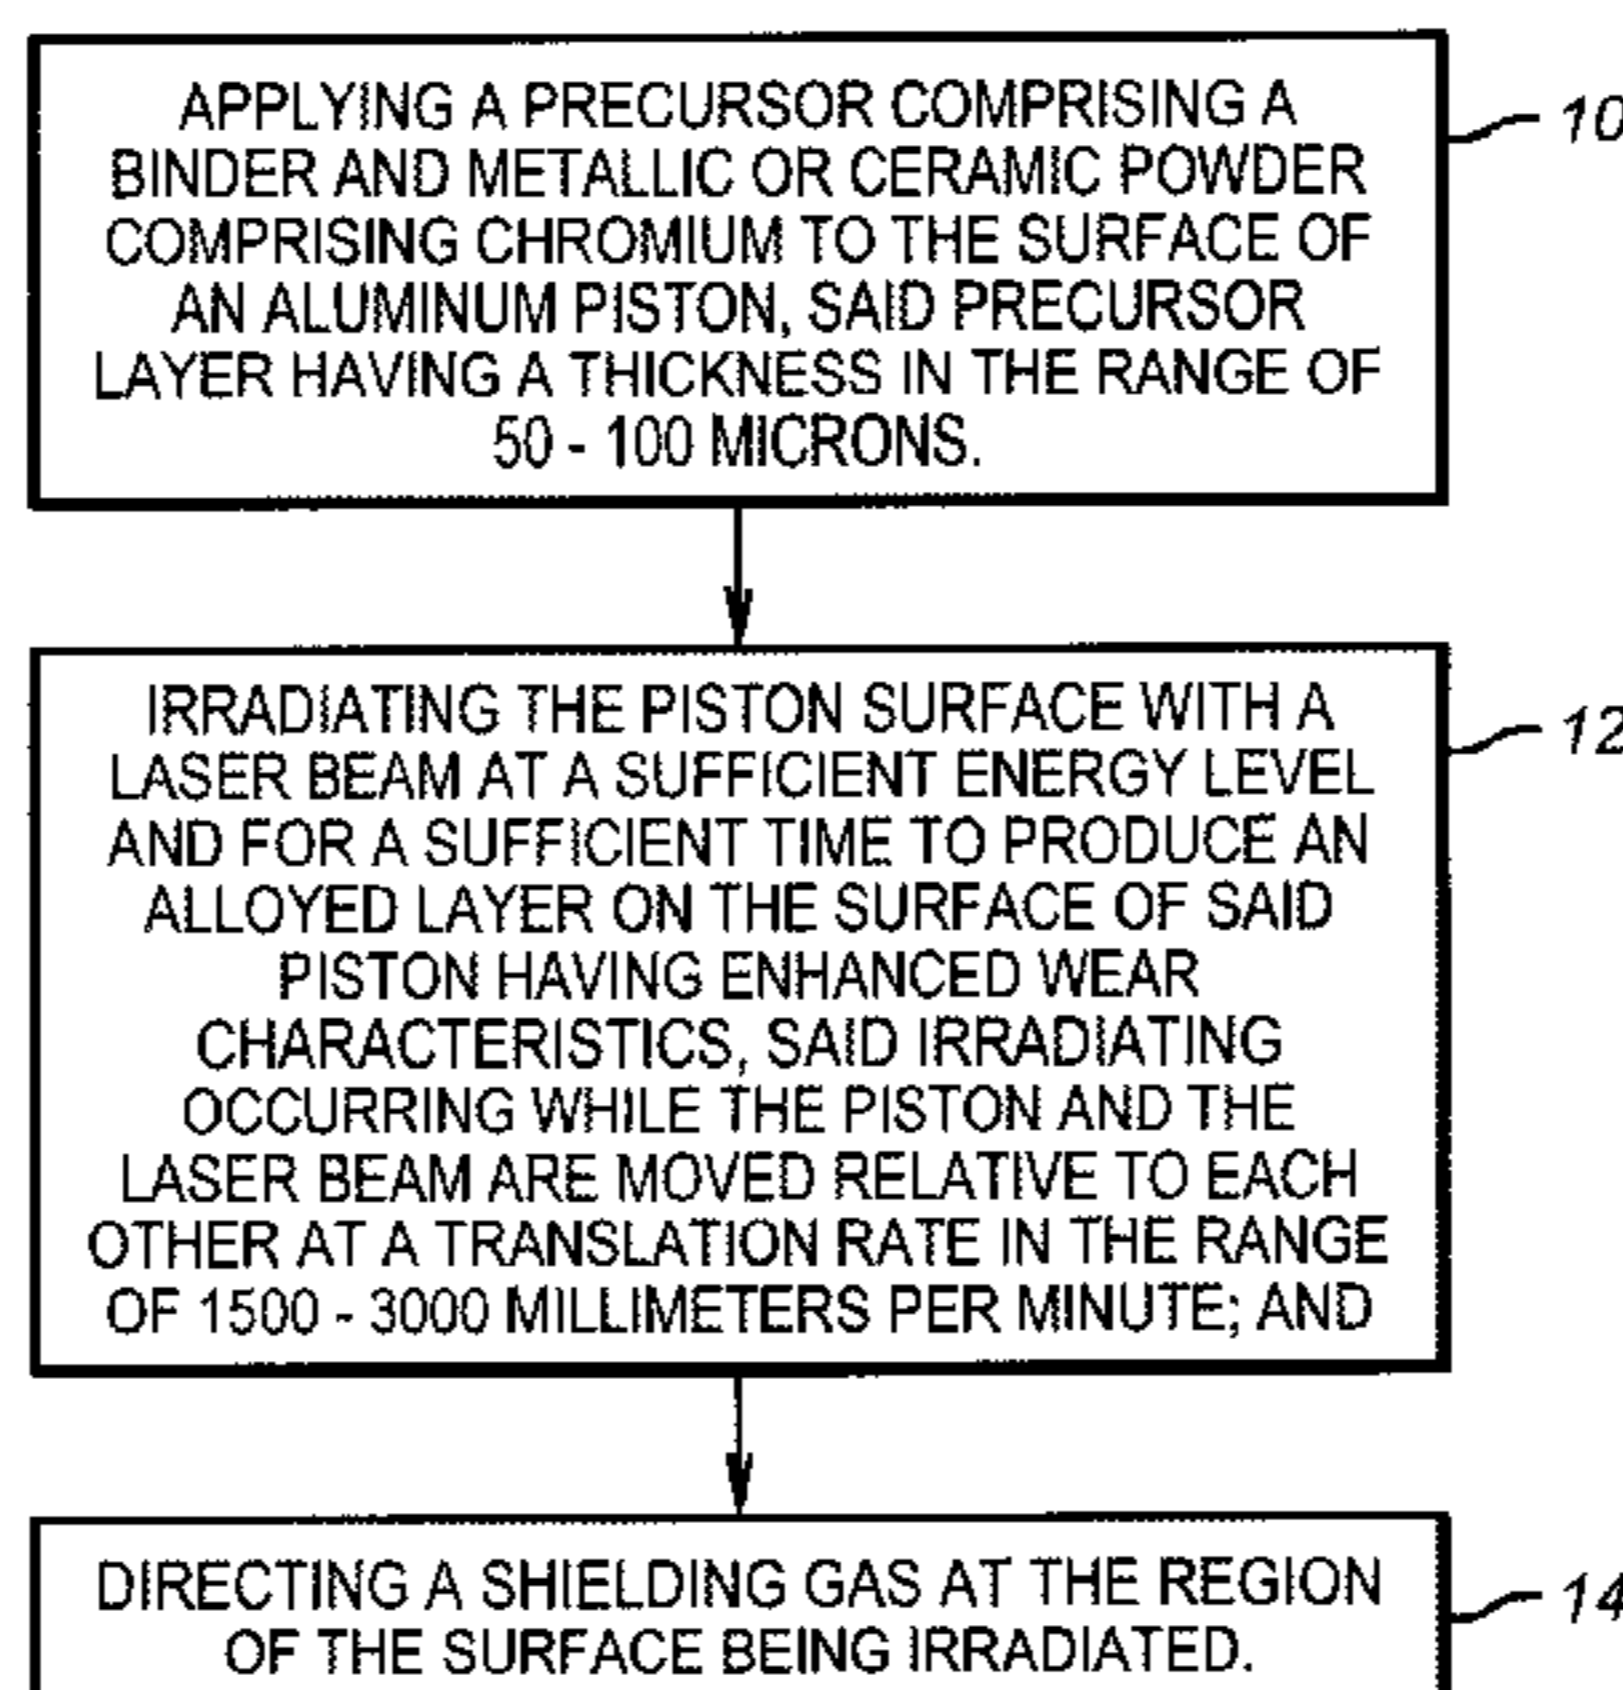 APPLYING A PRECURSOR COMPRISING A
BINDER AND METALLIC OR CERAMIC POWDER
COMPRISING CHROMIUM TO THE SURFACE OF
AN ALUMINUM PISTON, SAID PRECURSOR
LAYER HAVING A THICKNESS IN THE RANGE OF
50 - 100 MICRONS.
10
IRRADIATING THE PISTON SURFACE WITH A
LASER BEAM AT A SUFFICIENT ENERGY LEVEL
AND FOR A SUFFICIENT TIME TO PRODUCE AN
ALLOYED LAYER ON THE SURFACE OF SAID
PISTON HAVING ENHANCED WEAR
CHARACTERISTICS, SAID IRRADIATING
OCCURRING WHILE THE PISTON AND THE
LASER BEAM ARE MOVED RELATIVE TO EACH
OTHER AT A TRANSLATION RATE IN THE RANGE
OF 1500 - 3000 MILLIMETERS PER MINUTE; AND
12
DIRECTING A SHIELDING GAS AT THE REGION
OF THE SURFACE BEING IRRADIATED.
14